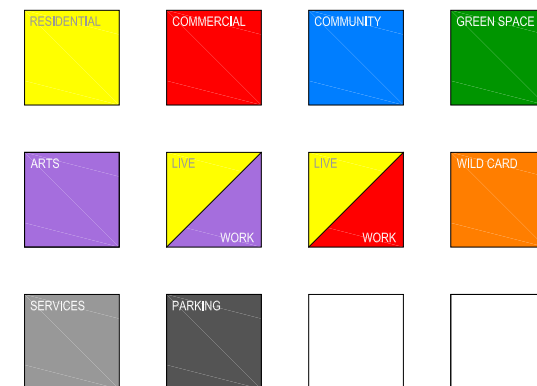 RESIDENTIAL
COMMERCIAL
COMMUNITY
GREEN SPACE
ARTS
LIVE
WORK
LIVE
WORK
WILD CARD
SERVICES
PARKING